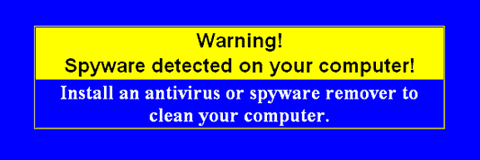 Warning!
Spyware detected on your computer!
Install an antivirus or spyware remover to
clean your computer.